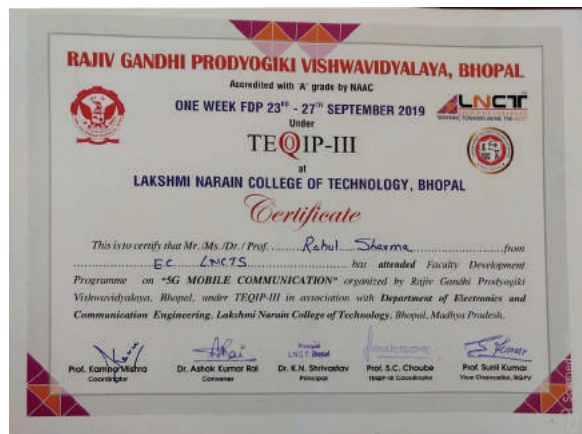 RAJIV GANDHI PRODYOGIKI VISHWAVIDYALAYA, BHOPAL
Accredited with 'A' grade by NAAC
ONE WEEK FDP 23RD - 27TH SEPTEMBER 2019
LNCT
Under
TEQIP-III
at
LAKSHMI NARAIN COLLEGE OF TECHNOLOGY, BHOPAL
Certificate
This is to certify that Mr./Ms./Dr./ Prof. Rahul Sharma from
EC LNCTS has attended Faculty Development
Programme on "5G MOBILE COMMUNICATION" organized by Rajiv Gandhi Prodyogiki
Vishwavidyalaya, Bhopal, under TEQIP-III in association with Department of Electronics and
Communication Engineering, Lakshmi Narain College of Technology, Bhopal, Madhya Pradesh.
Principal
LNCT Bhopal
Prof. Kamna Mishra Dr. Ashok Kumar Rai Dr. K.N. Shrivastav Prof. S.C. Choube Prof. Sunil Kumar
Coordinator Convener Principal TEQIP-III Coordinator Vice Chancellor, RGPV